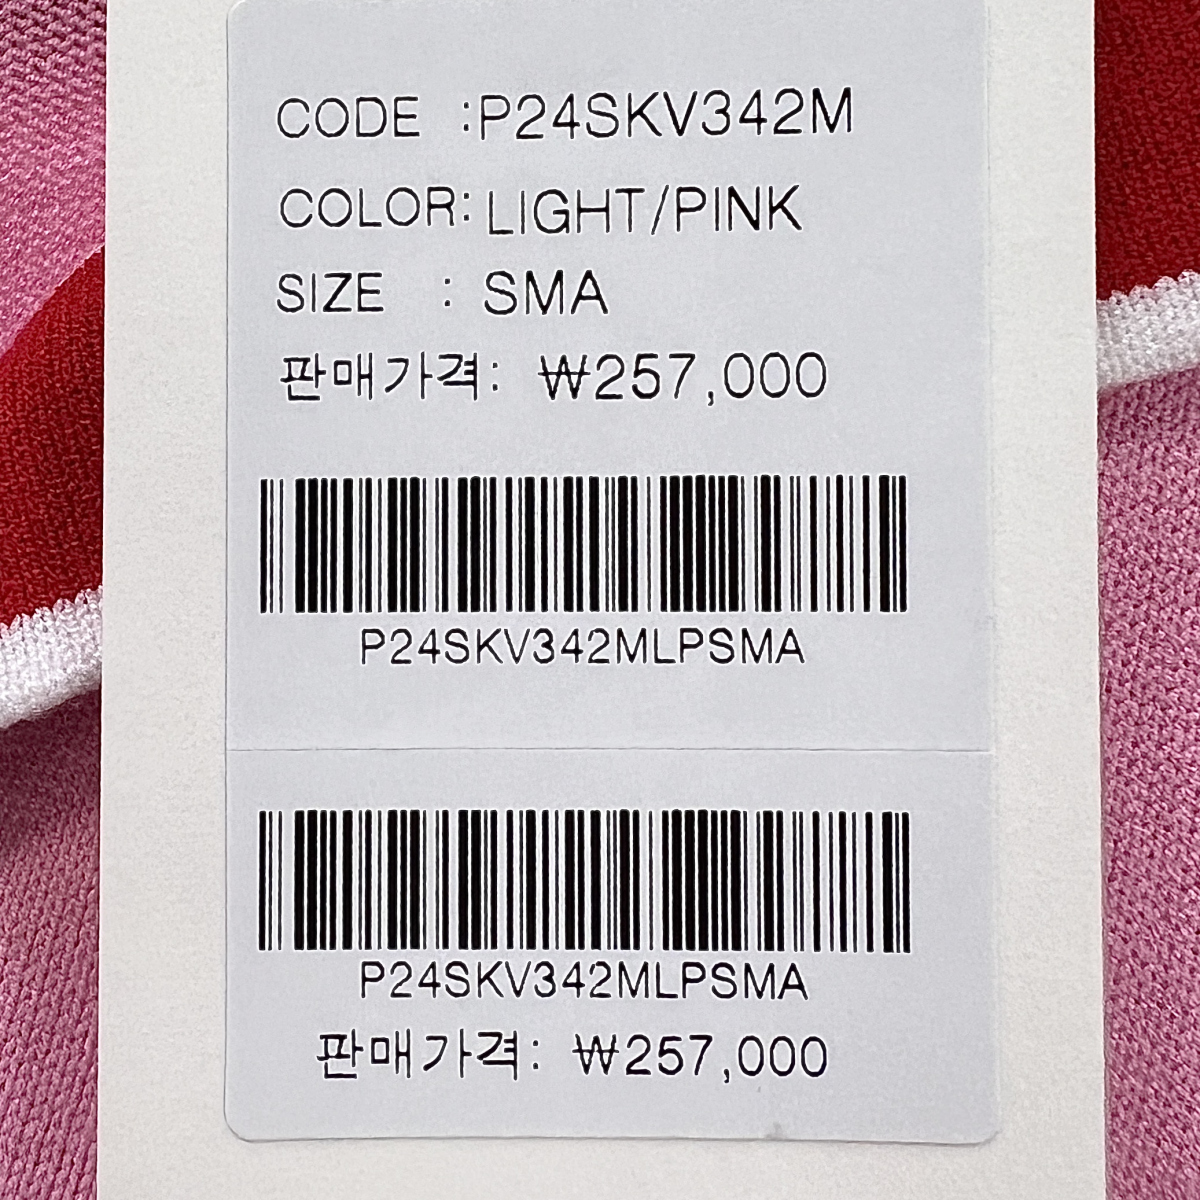 CODE :P24SKV342M
COLOR: LIGHT/PINK
SIZE : SMA
판매가격: ₩257,000
P24SKV342MLPSMA
P24SKV342MLPSMA
판매가격: ₩257,000